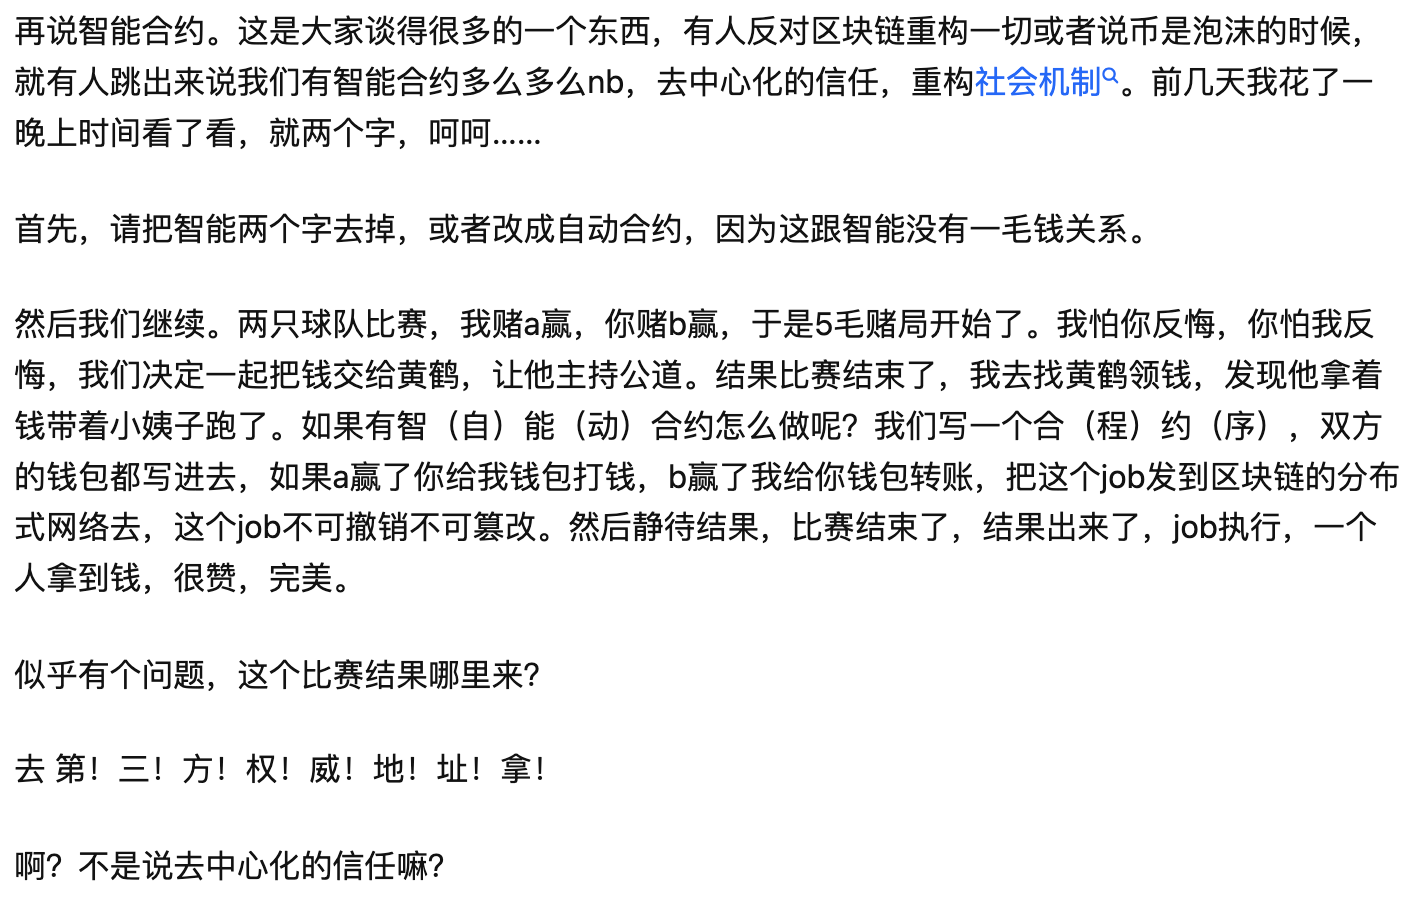 再说智能合约。这是大家谈得很多的一个东西，有人反对区块链重构一切或者说币是泡沫的时候，
就有人跳出来说我们有智能合约多么多么nb，去中心化的信任，重构社会机制。前几天我花了一
晚上时间看了看，就两个字，呵呵……
首先，请把智能两个字去掉，或者改成自动合约，因为这跟智能没有一毛钱关系。
然后我们继续。两只球队比赛，我赌a赢，你赌b赢，于是5毛赌局开始了。我怕你反悔，你怕我反
悔，我们决定一起把钱交给黄鹤，让他主持公道。结果比赛结束了，我去找黄鹤领钱，发现他拿着
钱带着小姨子跑了。如果有智（自）能（动）合约怎么做呢？我们写一个合（程）约（序），双方
的钱包都写进去，如果a赢了你给我钱包打钱，b赢了我给你钱包转账，把这个job发到区块链的分布
式网络去，这个job不可撤销不可篡改。然后静待结果，比赛结束了，结果出来了，job执行，一个
人拿到钱，很赞，完美。
似乎有个问题，这个比赛结果哪里来？
去 第！三！方！权！威！地！址！拿！
啊？不是说去中心化的信任嘛？